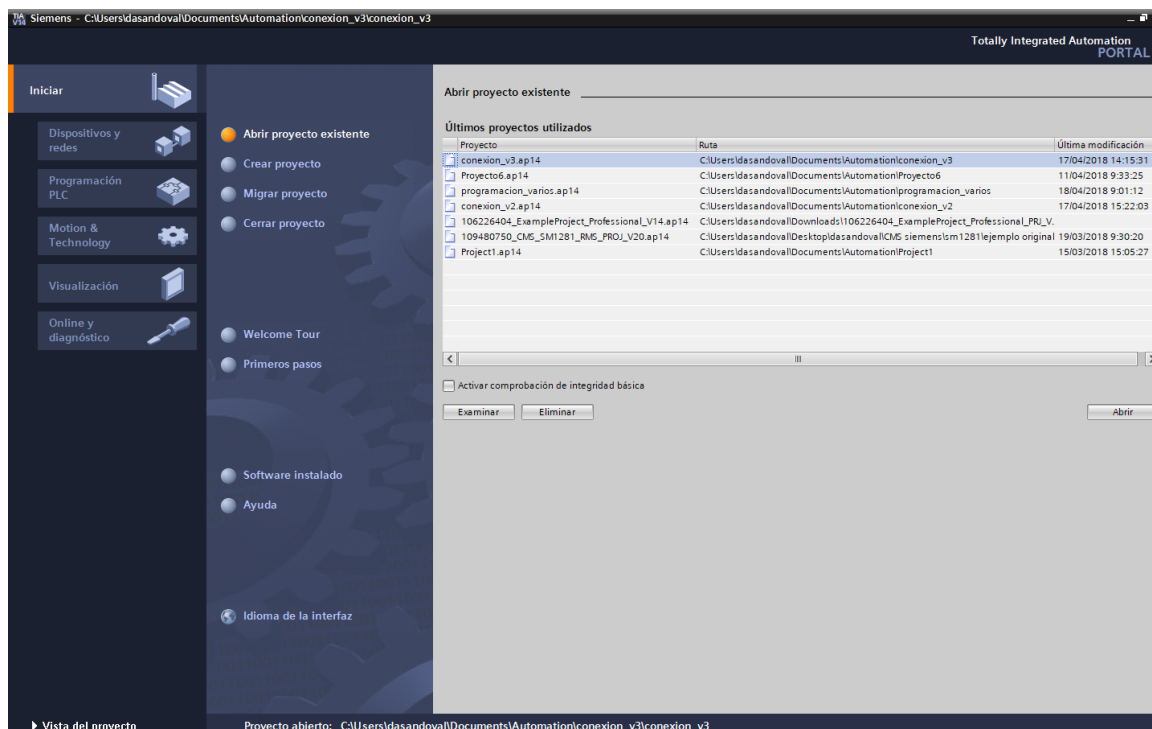 TIA V14 Siemens - C:\Users\dasandoval\Documents\Automation\conexion_v3\conexion_v3
Totally Integrated Automation
PORTAL
Iniciar
Dispositivos y
redes
Programación
PLC
Motion &
Technology
Visualización
Online y
diagnóstico
Abrir proyecto existente
Crear proyecto
Migrar proyecto
Cerrar proyecto
Welcome Tour
Primeros pasos
Software instalado
Ayuda
Idioma de la interfaz
Abrir proyecto existente
Últimos proyectos utilizados
Proyecto Ruta Última modificación
conexion_v3.ap14 C:\Users\dasandoval\Documents\Automation\conexion_v3 17/04/2018 14:15:31
Proyecto6.ap14 C:\Users\dasandoval\Documents\Automation\Proyecto6 11/04/2018 9:33:25
programacion_varios.ap14 C:\Users\dasandoval\Documents\Automation\programacion_varios 18/04/2018 9:01:12
conexion_v2.ap14 C:\Users\dasandoval\Documents\Automation\conexion_v2 17/04/2018 15:22:03
106226404_ExampleProject_Professional_V14.ap14 C:\Users\dasandoval\Downloads\106226404_ExampleProject_Professional_PRJ_V.
109480750_CMS_SM1281_RMS_PROJ_V20.ap14 C:\Users\dasandoval\Desktop\dasandoval\CMS siemens\sm1281\ejemplo original 19/03/2018 9:30:20
Project1.ap14 C:\Users\dasandoval\Documents\Automation\Project1 15/03/2018 15:05:27
Activar comprobación de integridad básica
Examinar Eliminar Abrir
Vista del proyecto Proyecto abierto: C:\Users\dasandoval\Documents\Automation\conexion_v3\conexion_v3